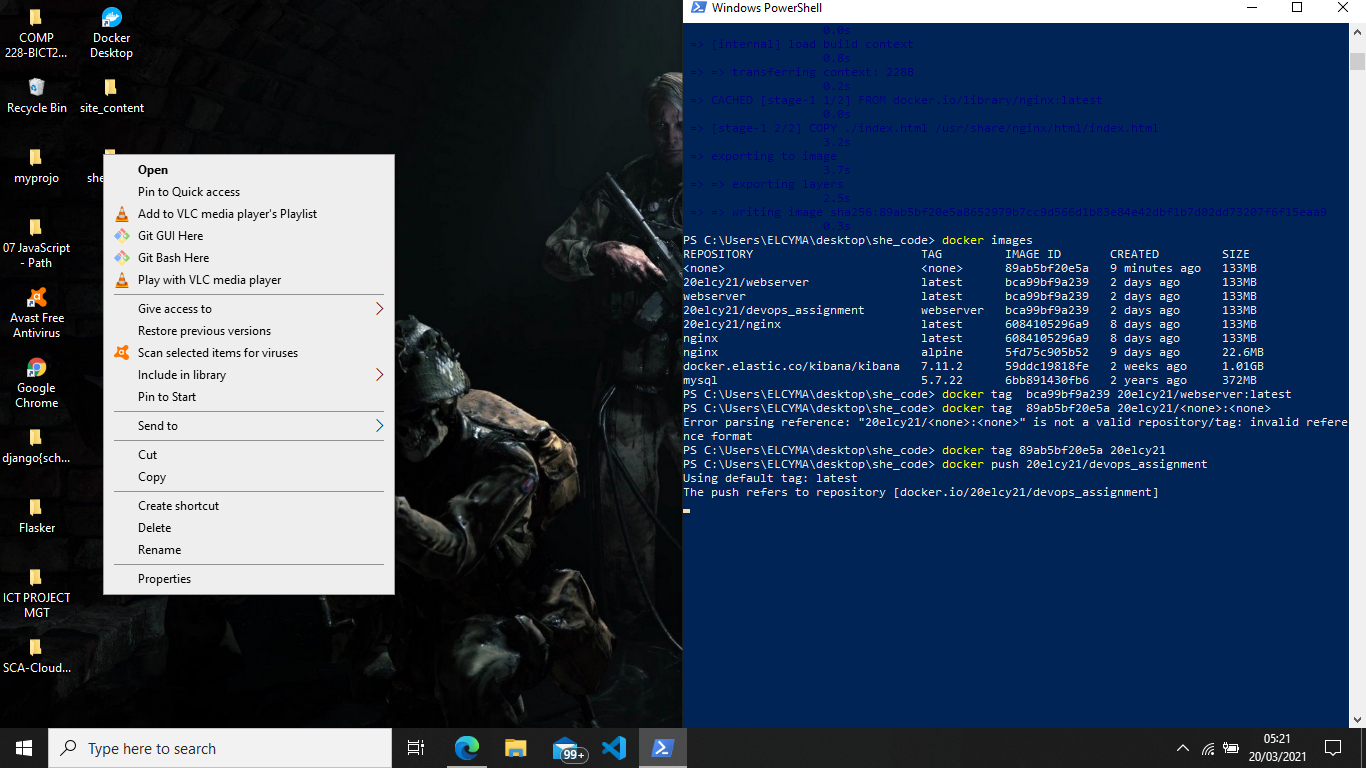 COMP
228-BICT2...
Docker
Desktop
Recycle Bin
site_content
myprojo
she
07 JavaScript
- Path
Avast Free
Antivirus
Google
Chrome
django{sch...
Flasker
ICT PROJECT
MGT
SCA-Cloud...
Open
Pin to Quick access
Add to VLC media player's Playlist
Git GUI Here
Git Bash Here
Play with VLC media player
Give access to
Restore previous versions
Scan selected items for viruses
Include in library
Pin to Start
Send to
Cut
Copy
Create shortcut
Delete
Rename
Properties
Windows PowerShell
0.0s
=> [internal] load build context
0.8s
=> => transferring context: 220B
0.2s
=> CACHED [stage-1 1/2] FROM docker.io/library/nginx:latest
0.0s
=> [stage-1 2/2] COPY ./index.html /usr/share/nginx/html/index.html
3.2s
=> exporting to image
3.7s
=> => exporting layers
2.5s
=> => writing image sha256:89ab5bf20e5a8652979b7cc9d566d1b83e84e42dbf1b7d02dd73207f6f15eaa9
0.3s
PS C:\Users\ELCYMA\desktop\she_code> docker images
REPOSITORY TAG IMAGE ID CREATED SIZE
<none> <none> 89ab5bf20e5a 9 minutes ago 133MB
20elcy21/webserver latest bca99bf9a239 2 days ago 133MB
webserver latest bca99bf9a239 2 days ago 133MB
20elcy21/devops_assignment webserver bca99bf9a239 2 days ago 133MB
20elcy21/nginx latest 6084105296a9 8 days ago 133MB
nginx latest 6084105296a9 8 days ago 133MB
nginx alpine 5fd75c905b52 9 days ago 22.6MB
docker.elastic.co/kibana/kibana 7.11.2 59ddc19818fe 2 weeks ago 1.01GB
mysql 5.7.22 6bb891430fb6 2 years ago 372MB
PS C:\Users\ELCYMA\desktop\she_code> docker tag  bca99bf9a239 20elcy21/webserver:latest
PS C:\Users\ELCYMA\desktop\she_code> docker tag  89ab5bf20e5a 20elcy21/<none>:<none>
Error parsing reference: "20elcy21/<none>:<none>" is not a valid repository/tag: invalid refere
nce format
PS C:\Users\ELCYMA\desktop\she_code> docker tag 89ab5bf20e5a 20elcy21
PS C:\Users\ELCYMA\desktop\she_code> docker push 20elcy21/devops_assignment
Using default tag: latest
The push refers to repository [docker.io/20elcy21/devops_assignment]
Type here to search
99+
05:21
20/03/2021